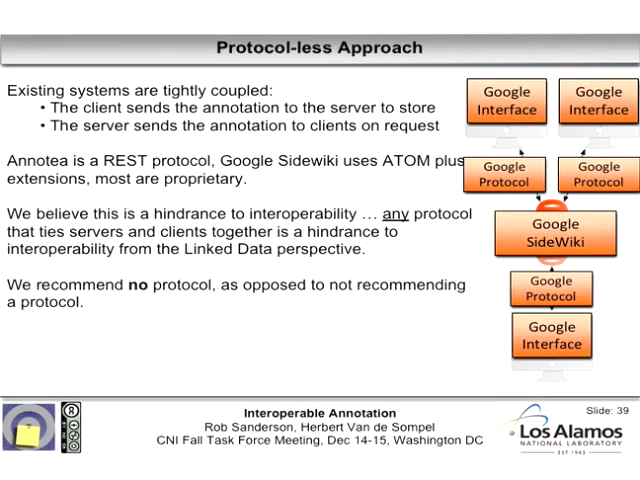 Protocol-less Approach
Existing systems are tightly coupled:
• The client sends the annotation to the server to store
• The server sends the annotation to clients on request
Annotea is a REST protocol, Google Sidewiki uses ATOM plus
extensions, most are proprietary.
We believe this is a hindrance to interoperability … any protocol
that ties servers and clients together is a hindrance to
interoperability from the Linked Data perspective.
We recommend no protocol, as opposed to not recommending
a protocol.
Google
Interface
Google
Interface
Google
Protocol
Google
Protocol
Google
SideWiki
Google
Protocol
Google
Interface
Interoperable Annotation
Rob Sanderson, Herbert Van de Sompel
CNI Fall Task Force Meeting, Dec 14-15, Washington DC
Slide: 39
Los Alamos
NATIONAL LABORATORY
EST.1943